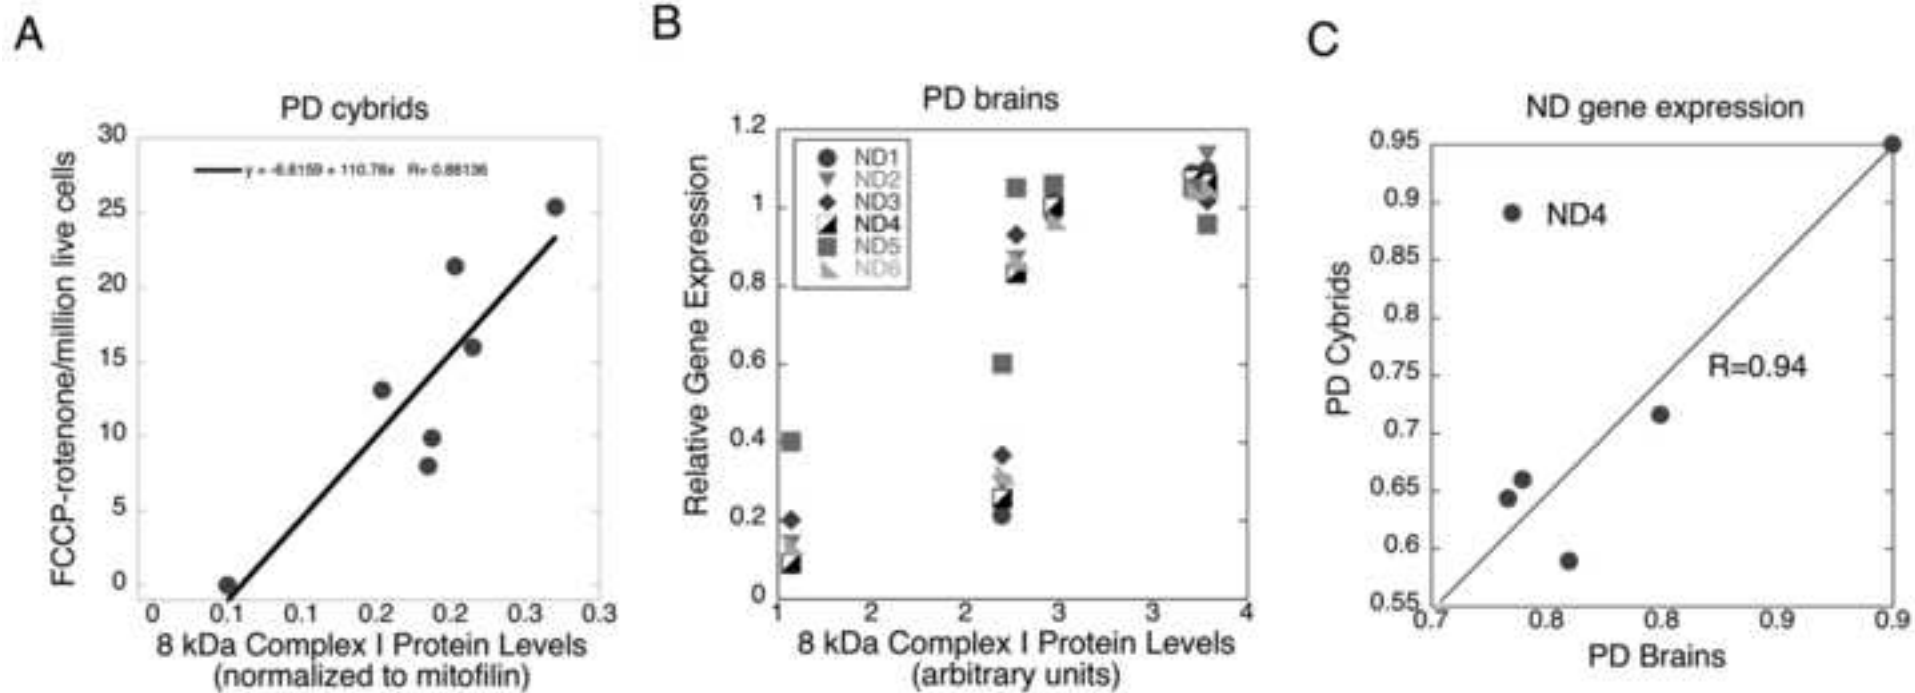 A
PD cybrids
FCCP-rotenone/million live cells
30
25
20
15
10
5
0
y = -6.6159 + 110.76x R= 0.88136
0 0.1 0.1 0.2 0.2 0.3 0.3
8 kDa Complex I Protein Levels
(normalized to mitofilin)
B
PD brains
Relative Gene Expression
1.2
1
0.8
0.6
0.4
0.2
0
ND1
ND2
ND3
ND4
ND5
ND6
1 2 2 3 3 4
8 kDa Complex I Protein Levels
(arbitrary units)
C
ND gene expression
PD Cybrids
0.95
0.9
0.85
0.8
0.75
0.7
0.65
0.6
0.55
ND4
R=0.94
0.7 0.8 0.8 0.9 0.9
PD Brains